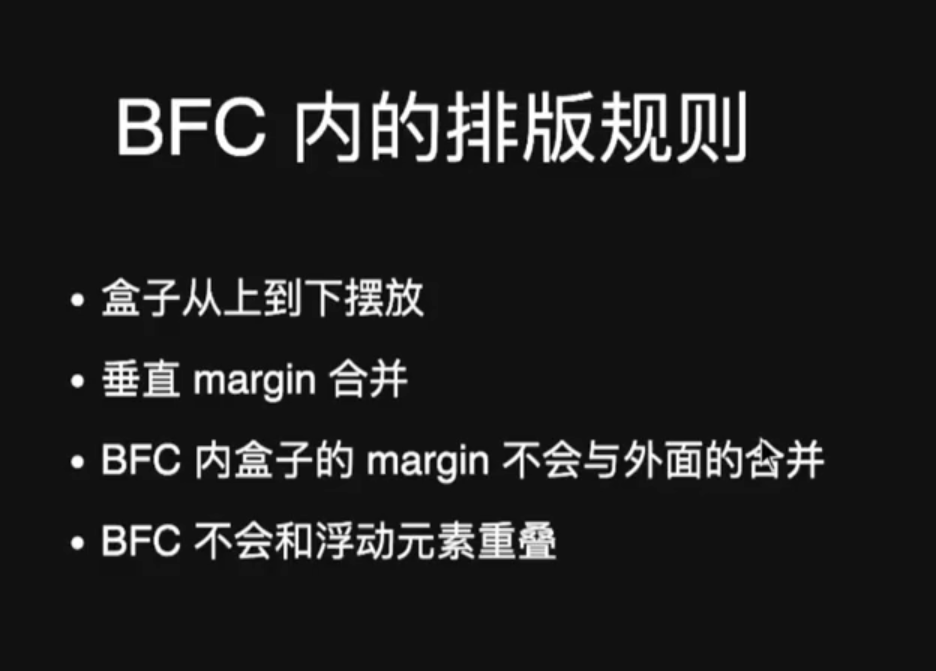 BFC 内的排版规则
• 盒子从上到下摆放
• 垂直 margin 合并
• BFC 内盒子的 margin 不会与外面的合并
• BFC 不会和浮动元素重叠